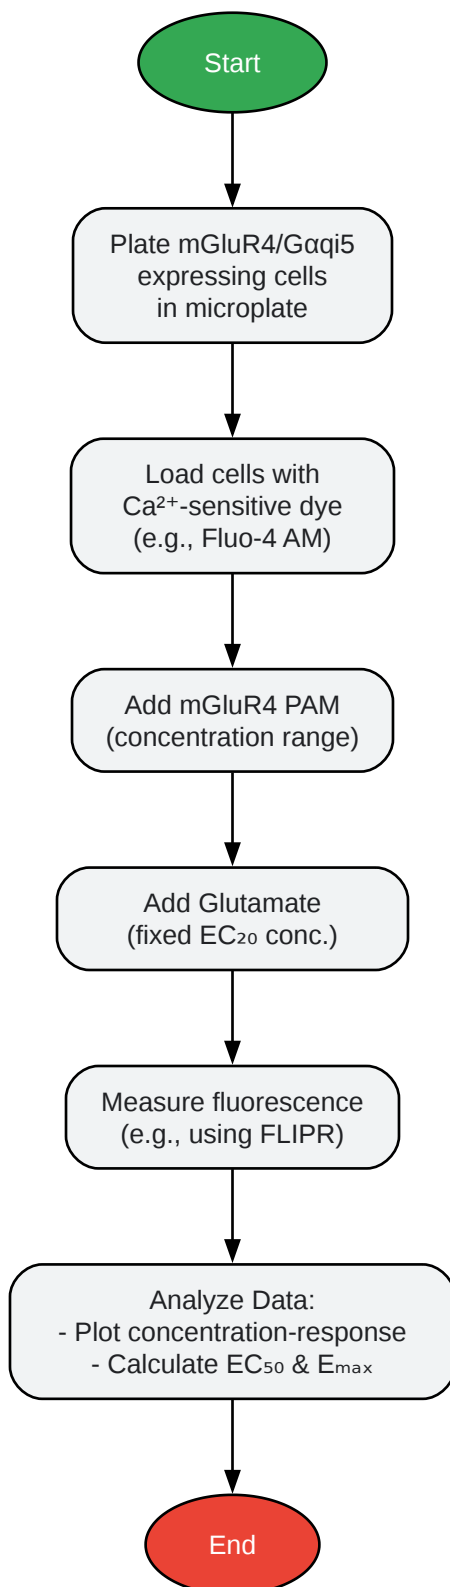 Start
Plate mGluR4/Gαqi5
expressing cells
in microplate
Load cells with
Ca²⁺-sensitive dye
(e.g., Fluo-4 AM)
Add mGluR4 PAM
(concentration range)
Add Glutamate
(fixed EC₂₀ conc.)
Measure fluorescence
(e.g., using FLIPR)
Analyze Data:
- Plot concentration-response
- Calculate EC₅₀ & Eₘₐₓ
End